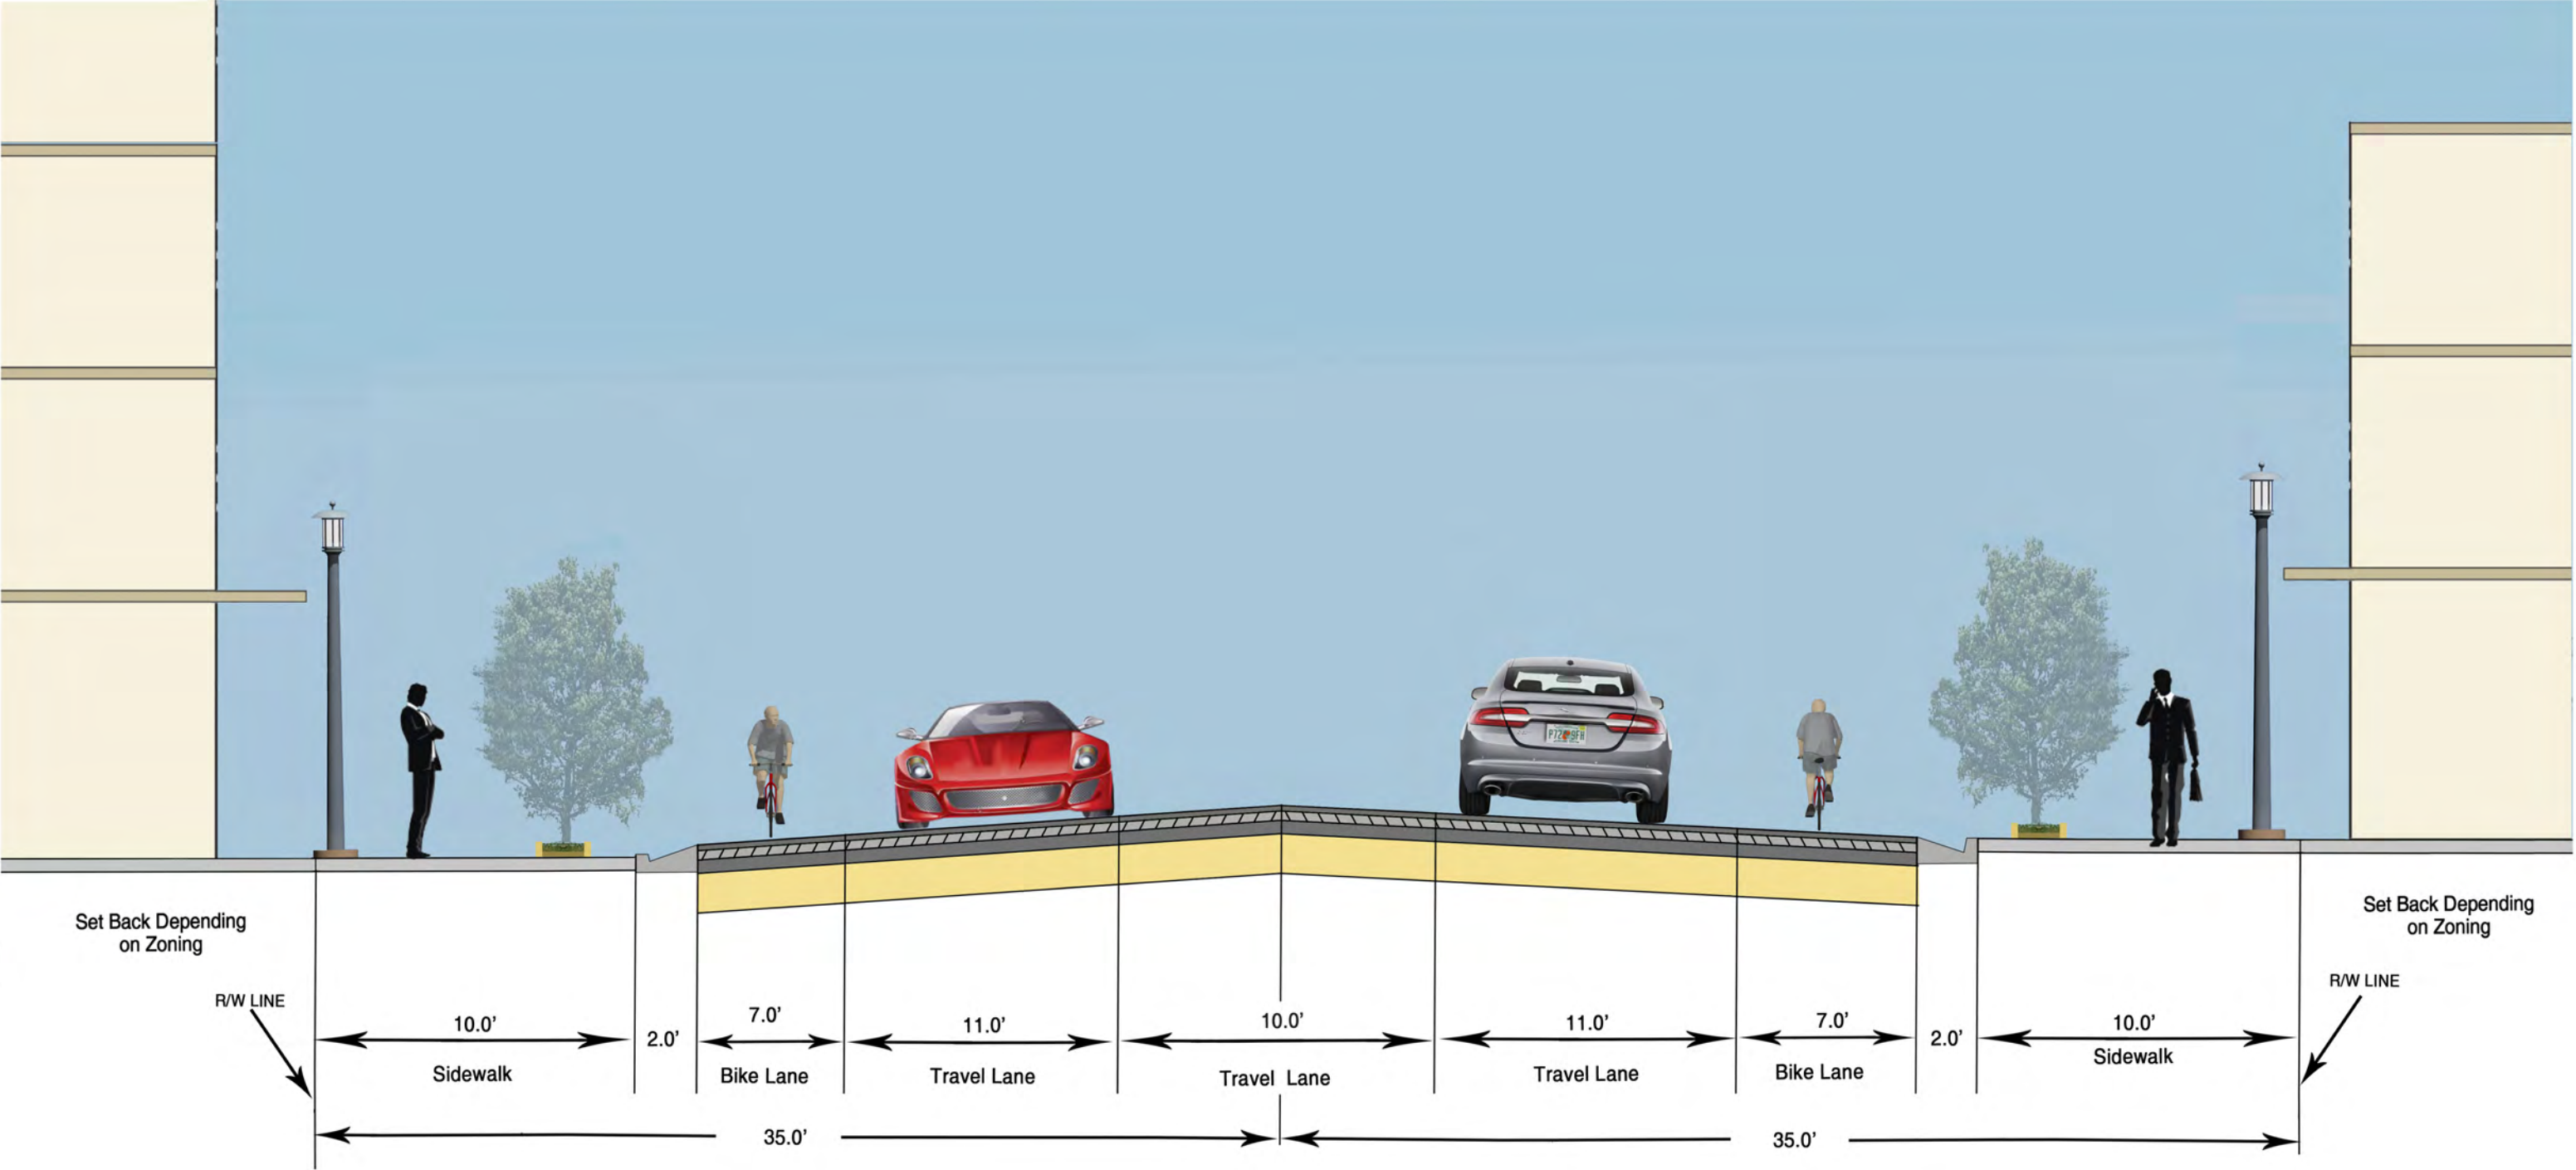 Set Back Depending
on Zoning
Set Back Depending
on Zoning
R/W LINE
R/W LINE
10.0'
Sidewalk
2.0'
7.0'
Bike Lane
11.0'
Travel Lane
10.0'
Travel Lane
11.0'
Travel Lane
7.0'
Bike Lane
2.0'
10.0'
Sidewalk
35.0'
35.0'